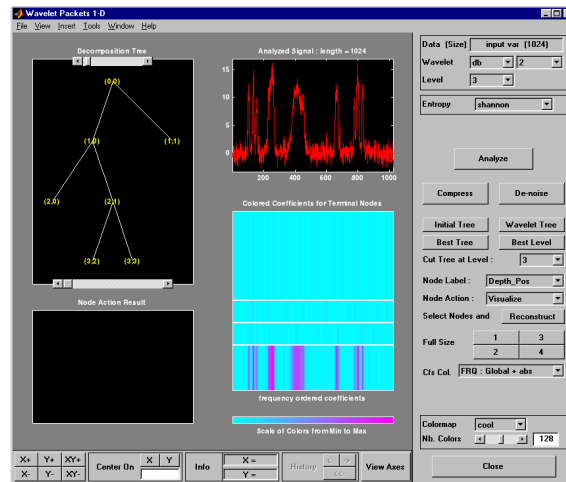 Wavelet Packets 1-D
File View Insert Tools Window Help
Decomposition Tree
(0,0)
(1,0) (1,1)
(2,0) (2,1)
(3,2) (3,3)
Node Action Result
Analyzed Signal : length = 1024
15
10
5
0
200 400 600 800 1000
Colored Coefficients for Terminal Nodes
frequency ordered coefficients
Scale of Colors from Min to Max
Data (Size) input var (1024)
Wavelet db 2
Level 3
Entropy shannon
Analyze
Compress De-noise
Initial Tree Wavelet Tree
Best Tree Best Level
Cut Tree at Level : 3
Node Label : Depth_Pos
Node Action : Visualize
Select Nodes and Reconstruct
Full Size 1 3
2 4
Cfs Col. FRQ : Global + abs
Colormap cool
Nb. Colors 128
Close
X+ Y+ XY+
X- Y- XY-
Center On X Y
Info X =
Y =
History <- ->
<<-
View Axes